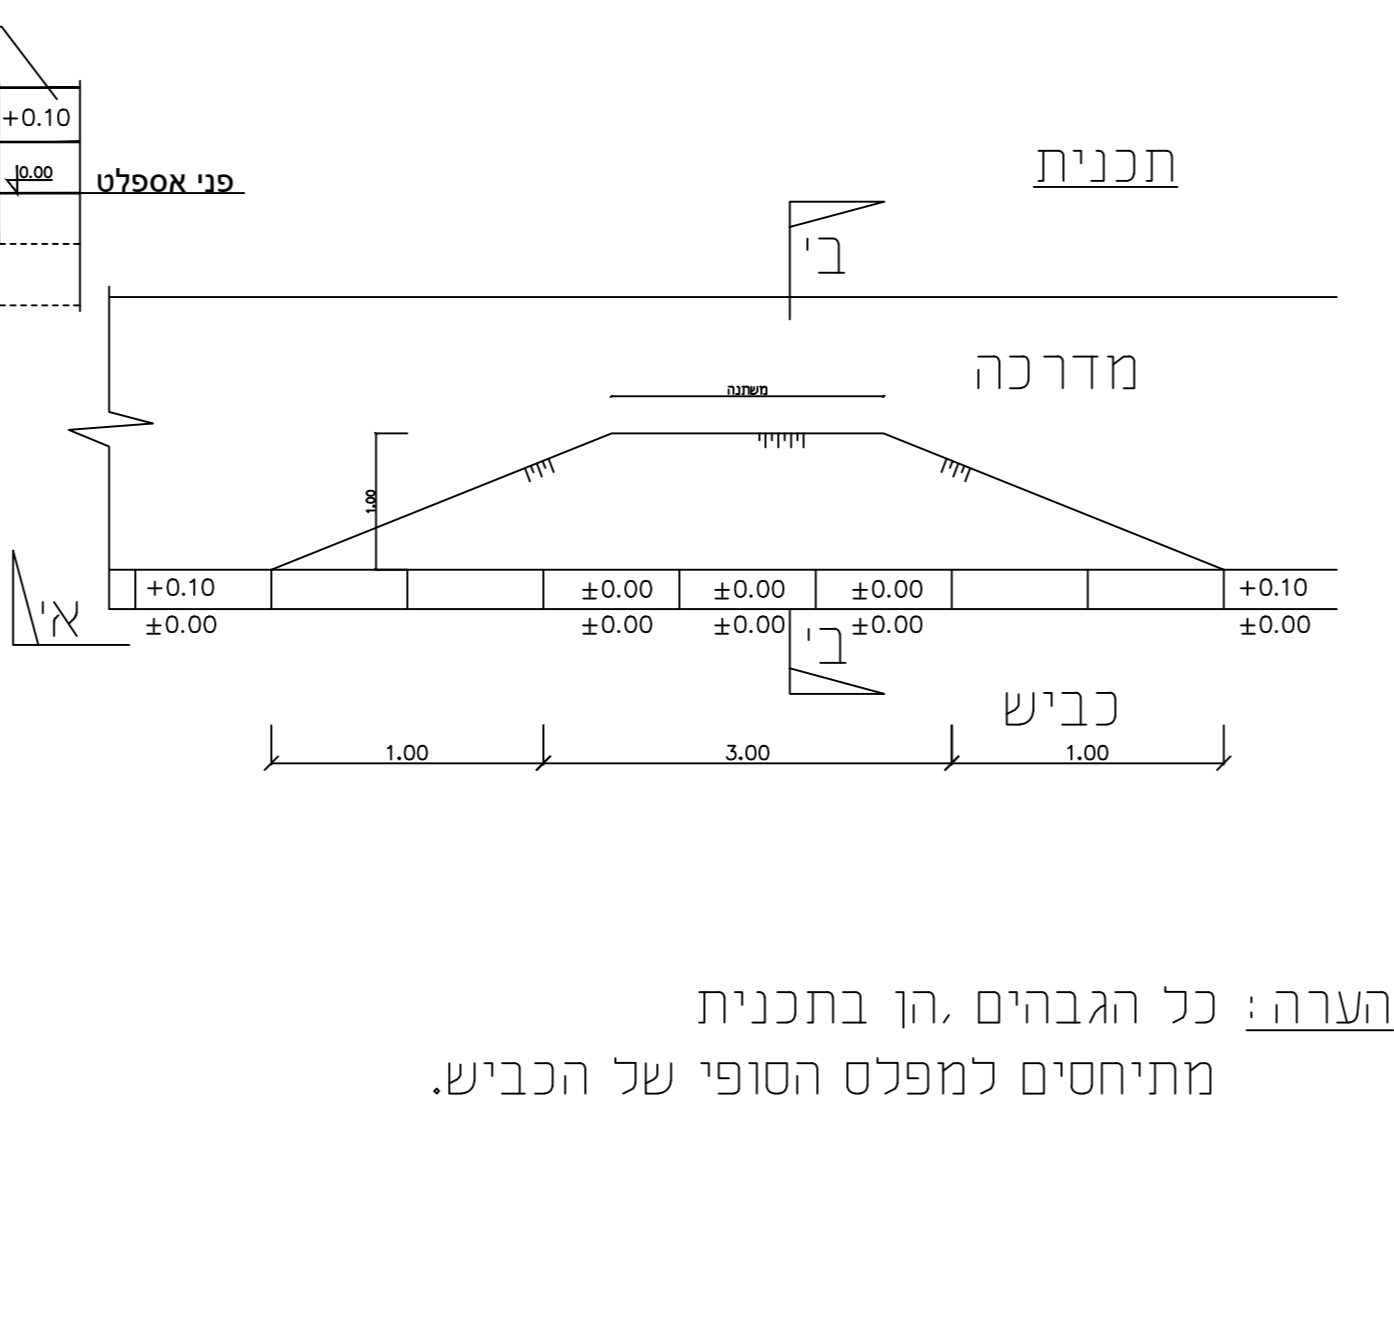 +0.10
0.00
פני אספלט
תכנית
ב'
מדרכה
משתנה
1.00
+0.10 ±0.00 ±0.00 ±0.00 +0.10
א' ±0.00 ±0.00 ±0.00 ב' ±0.00 ±0.00
כביש
1.00 3.00 1.00
הערה: כל הגבהים ,הן בתכנית
מתיחסים למפלס הסופי של הכביש.